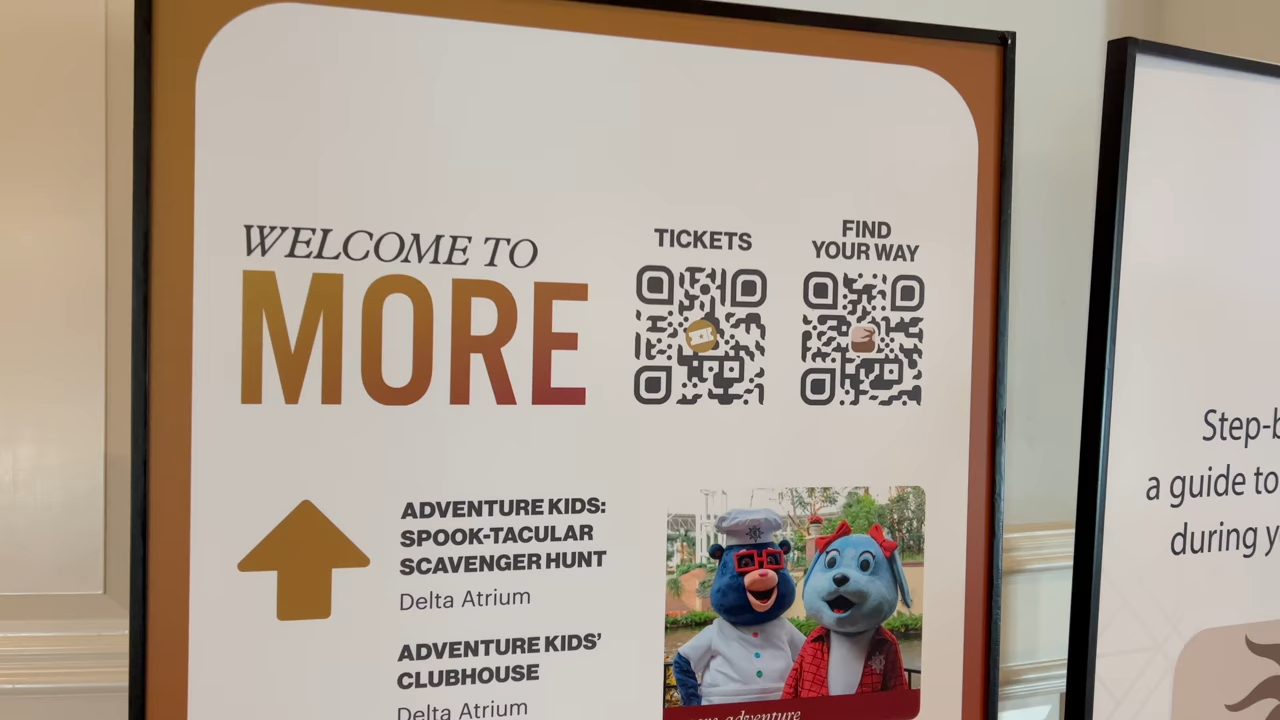 WELCOME TO
MORE
TICKETS
FIND
YOUR WAY
ADVENTURE KIDS:
SPOOK-TACULAR
SCAVENGER HUNT
Delta Atrium
ADVENTURE KIDS’
CLUBHOUSE
Delta Atrium
adventure
Step-b
a guide to
during y